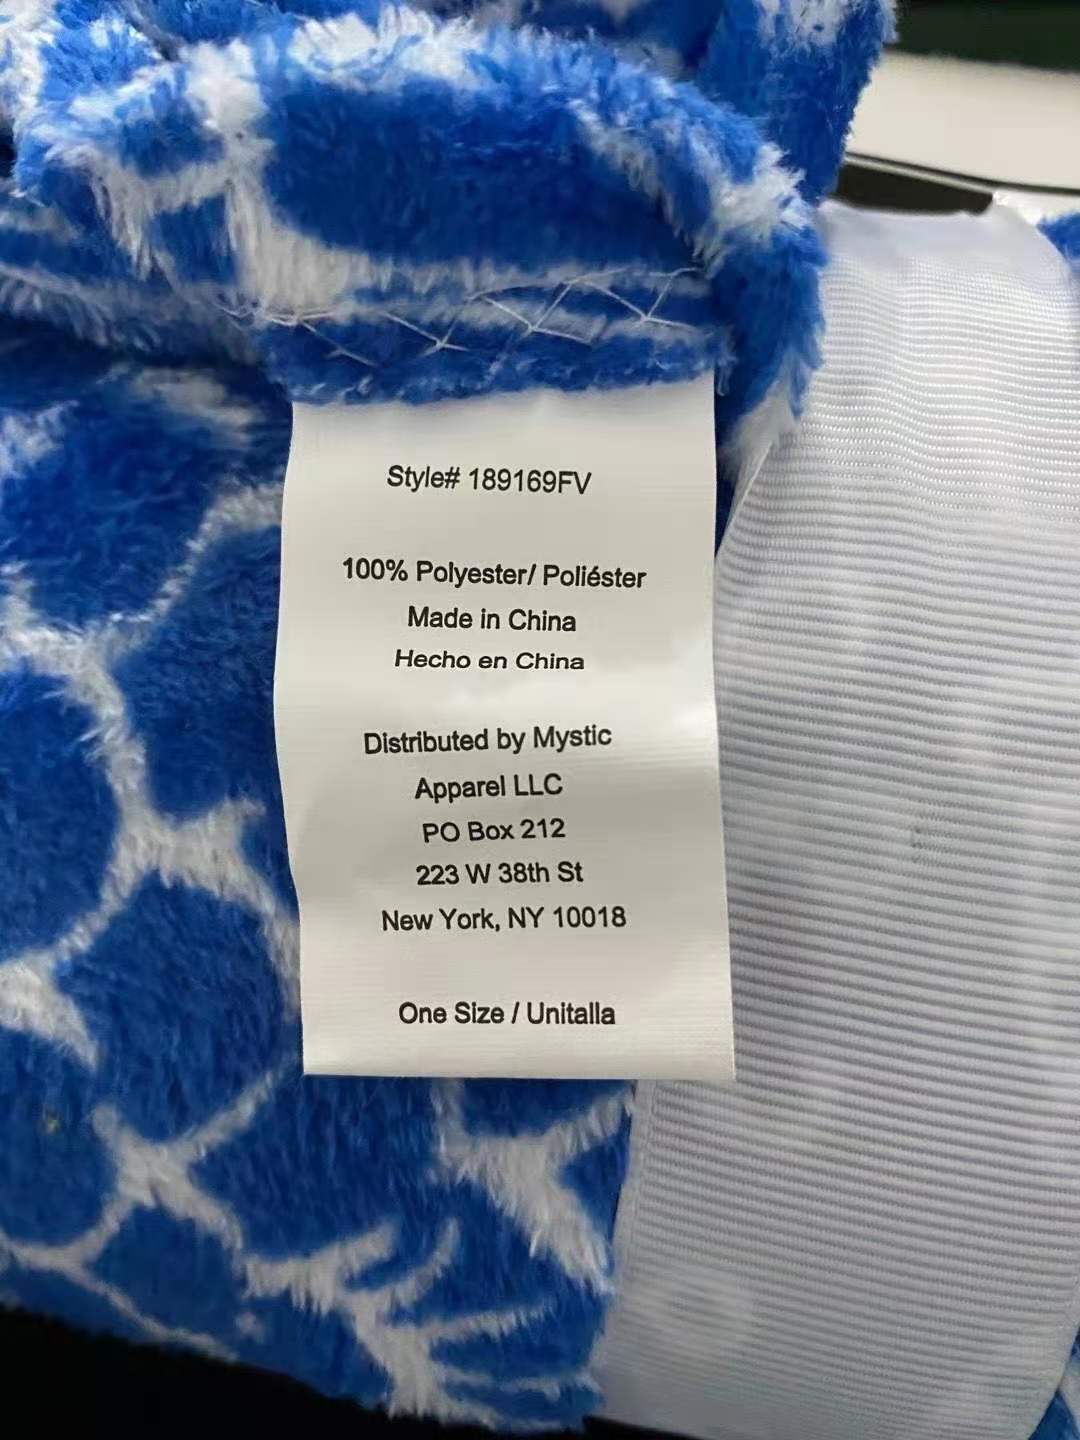 Style# 189169FV
100% Polyester/ Poliéster
Made in China
Hecho en China
Distributed by Mystic
Apparel LLC
PO Box 212
223 W 38th St
New York, NY 10018
One Size / Unitalla